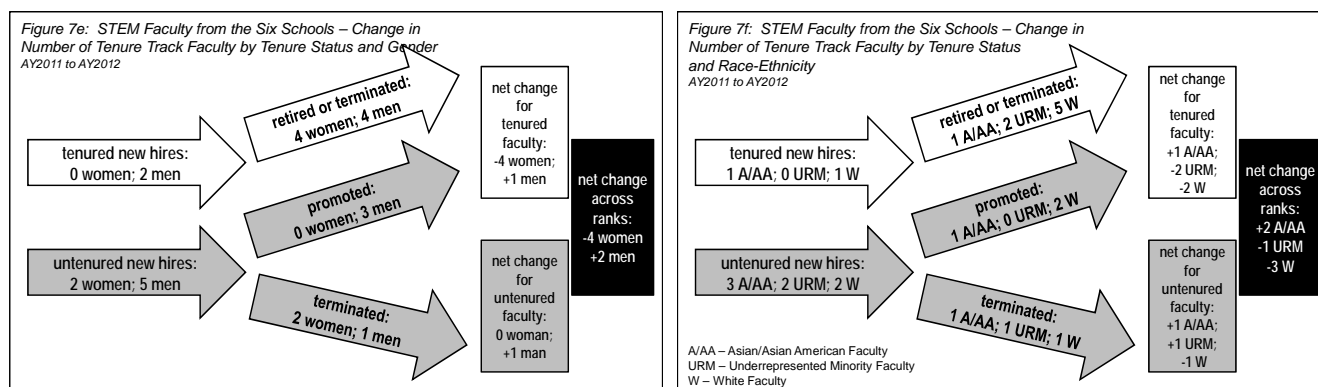 Figure 7e: STEM Faculty from the Six Schools – Change in
Number of Tenure Track Faculty by Tenure Status and Gender
AY2011 to AY2012
retired or terminated:
4 women; 4 men
tenured new hires:
0 women; 2 men
promoted:
0 women; 3 men
untenured new hires:
2 women; 5 men
terminated:
2 women; 1 men
net change
for
tenured
faculty:
-4 women;
+1 men
net change
for
untenured
faculty:
0 woman;
+1 man
net change
across
ranks:
-4 women
+2 men
Figure 7f: STEM Faculty from the Six Schools – Change in
Number of Tenure Track Faculty by Tenure Status
and Race-Ethnicity
AY2011 to AY2012
retired or terminated:
1 A/AA; 2 URM; 5 W
tenured new hires:
1 A/AA; 0 URM; 1 W
promoted:
1 A/AA; 0 URM; 2 W
untenured new hires:
3 A/AA; 2 URM; 2 W
terminated:
1 A/AA; 1 URM; 1 W
net change
for
tenured
faculty:
+1 A/AA;
-2 URM;
-2 W
net change
for
untenured
faculty:
+1 A/AA;
+1 URM;
-1 W
net change
across
ranks:
+2 A/AA
-1 URM
-3 W
A/AA – Asian/Asian American Faculty
URM – Underrepresented Minority Faculty
W – White Faculty